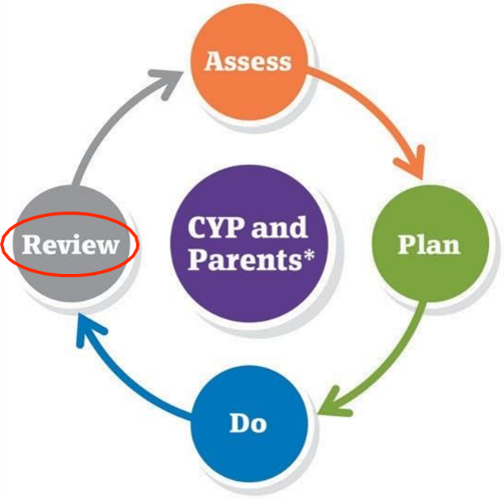 Assess
Review
CYP and
Parents*
Plan
Do